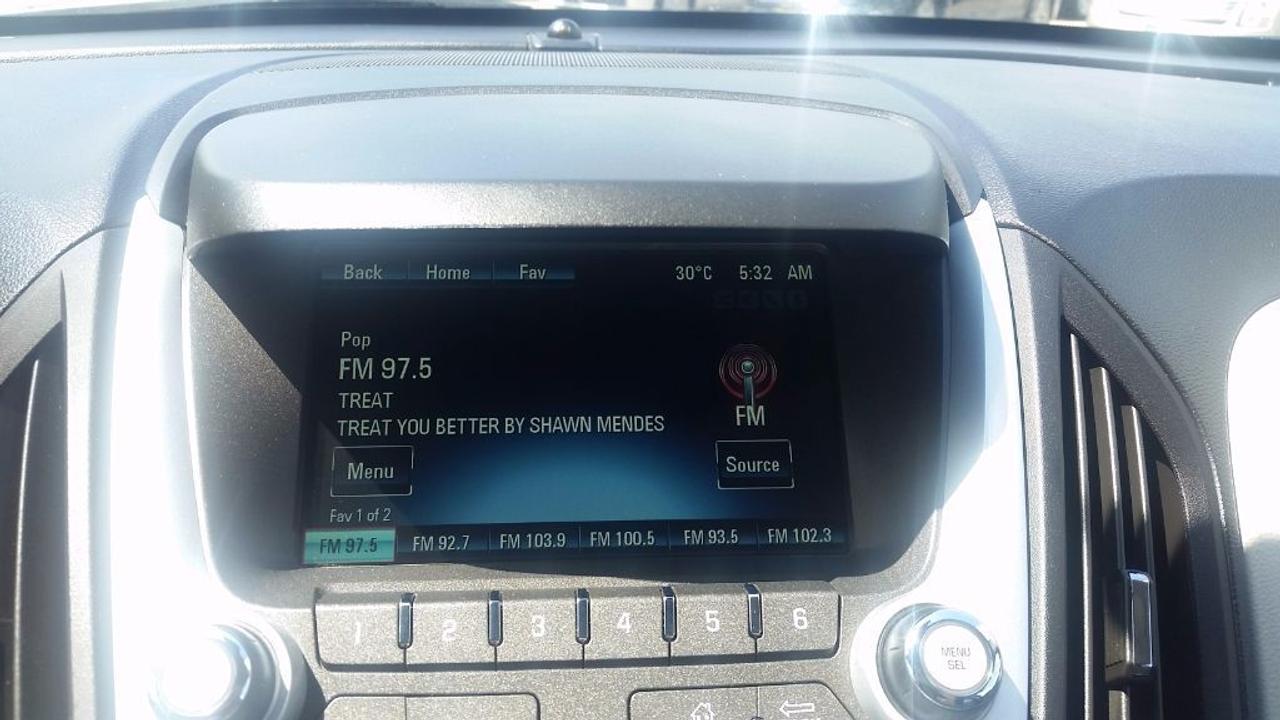 Back Home Fav 30°C 5:32 AM
Pop
FM 97.5
TREAT
TREAT YOU BETTER BY SHAWN MENDES
FM
Menu Source
Fav 1 of 2
FM 97.5 FM 92.7 FM 103.9 FM 100.5 FM 93.5 FM 102.3
1 2 3 4 5 6
MENU
SEL